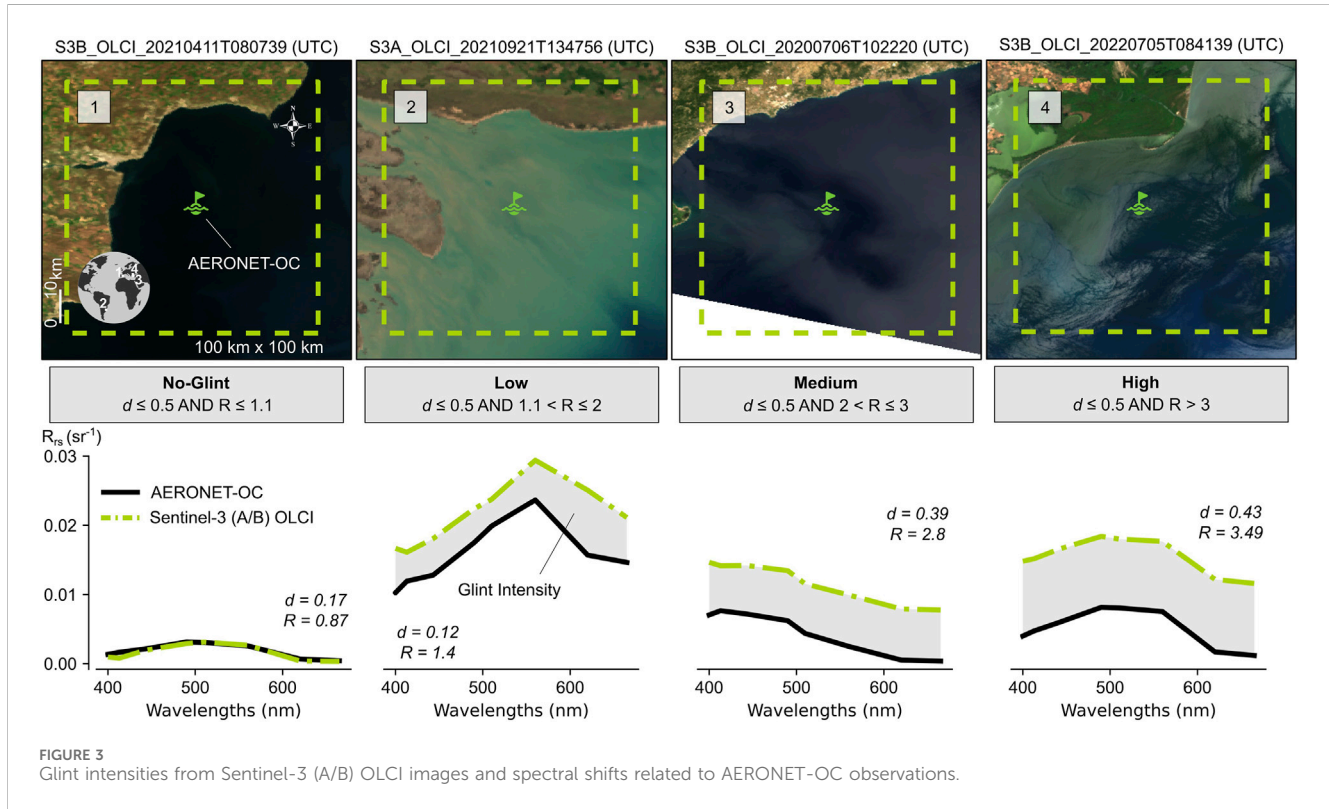 S3B_OLCI_20210411T080739 (UTC)
S3A_OLCI_20210921T134756 (UTC)
S3B_OLCI_20200706T102220 (UTC)
S3B_OLCI_20220705T084139 (UTC)
1
2
3
4
N
W
E
S
AERONET-OC
0 10km
1
4
3
2
100 km x 100 km
No-Glint
d ≤ 0.5 AND R ≤ 1.1
Low
d ≤ 0.5 AND 1.1 < R ≤ 2
Medium
d ≤ 0.5 AND 2 < R ≤ 3
High
d ≤ 0.5 AND R > 3
Rrs (sr-1)
0.03
0.02
0.01
0.00
AERONET-OC
Sentinel-3 (A/B) OLCI
d = 0.17
R = 0.87
400 500 600
Wavelengths (nm)
Glint Intensity
d = 0.12
R = 1.4
400 500 600
Wavelengths (nm)
d = 0.39
R = 2.8
400 500 600
Wavelengths (nm)
d = 0.43
R = 3.49
400 500 600
Wavelengths (nm)
FIGURE 3
Glint intensities from Sentinel-3 (A/B) OLCI images and spectral shifts related to AERONET-OC observations.